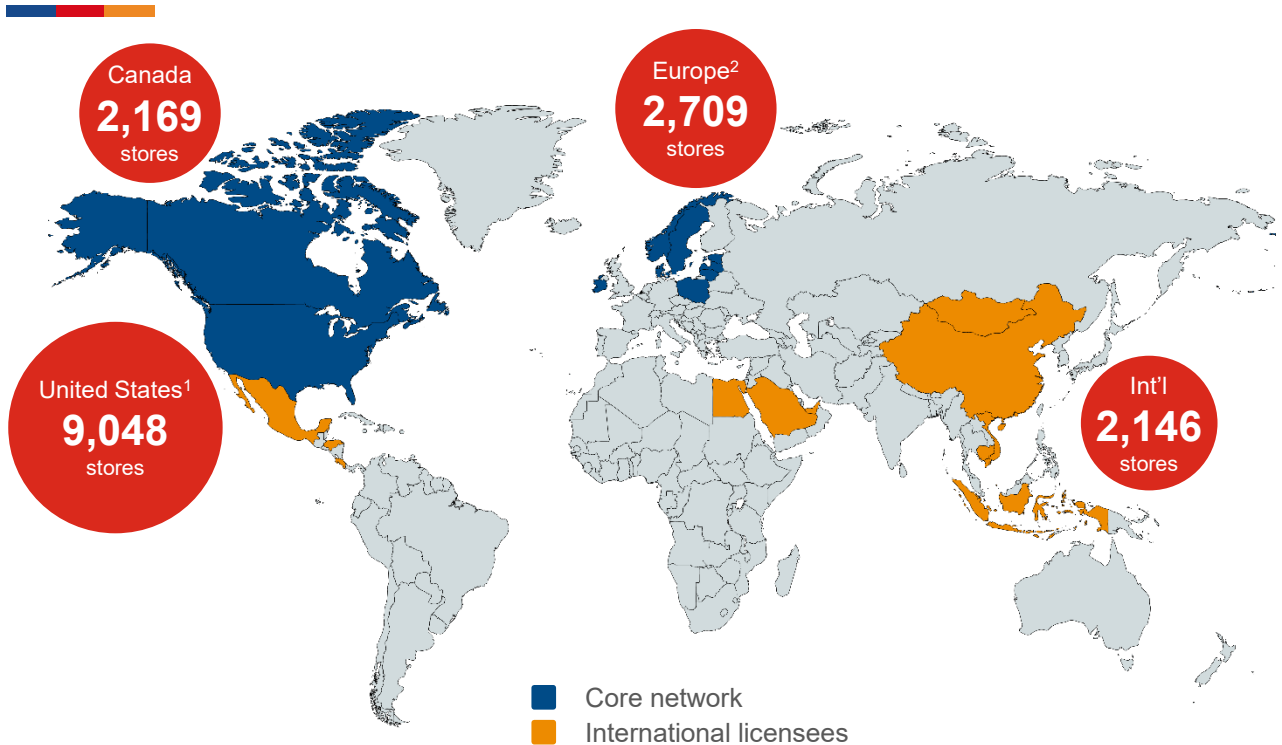 Canada
2,169
stores
Europe²
2,709
stores
United States¹
9,048
stores
Int'l
2,146
stores
Core network
International licensees